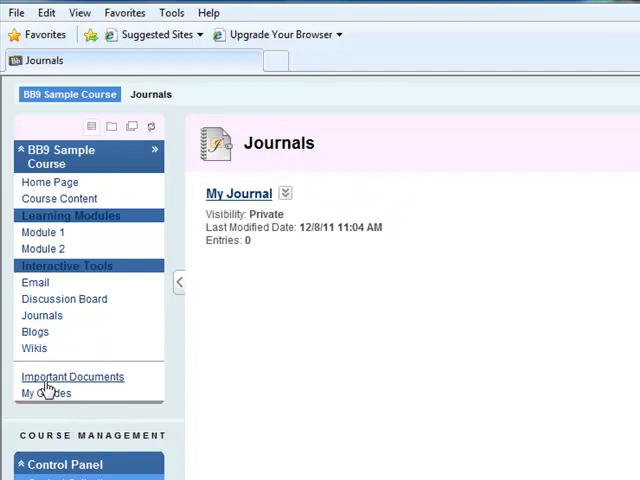 File Edit View Favorites Tools Help
Favorites Suggested Sites Upgrade Your Browser
Bb Journals
BB9 Sample Course Journals
BB9 Sample
Course
Home Page
Course Content
Learning Modules
Module 1
Module 2
Interactive Tools
Email
Discussion Board
Journals
Blogs
Wikis
Important Documents
My
COURSE MANAGEMENT
Control Panel
Journals
My Journal
Visibility: Private
Last Modified Date: 12/8/11 11:04 AM
Entries: 0